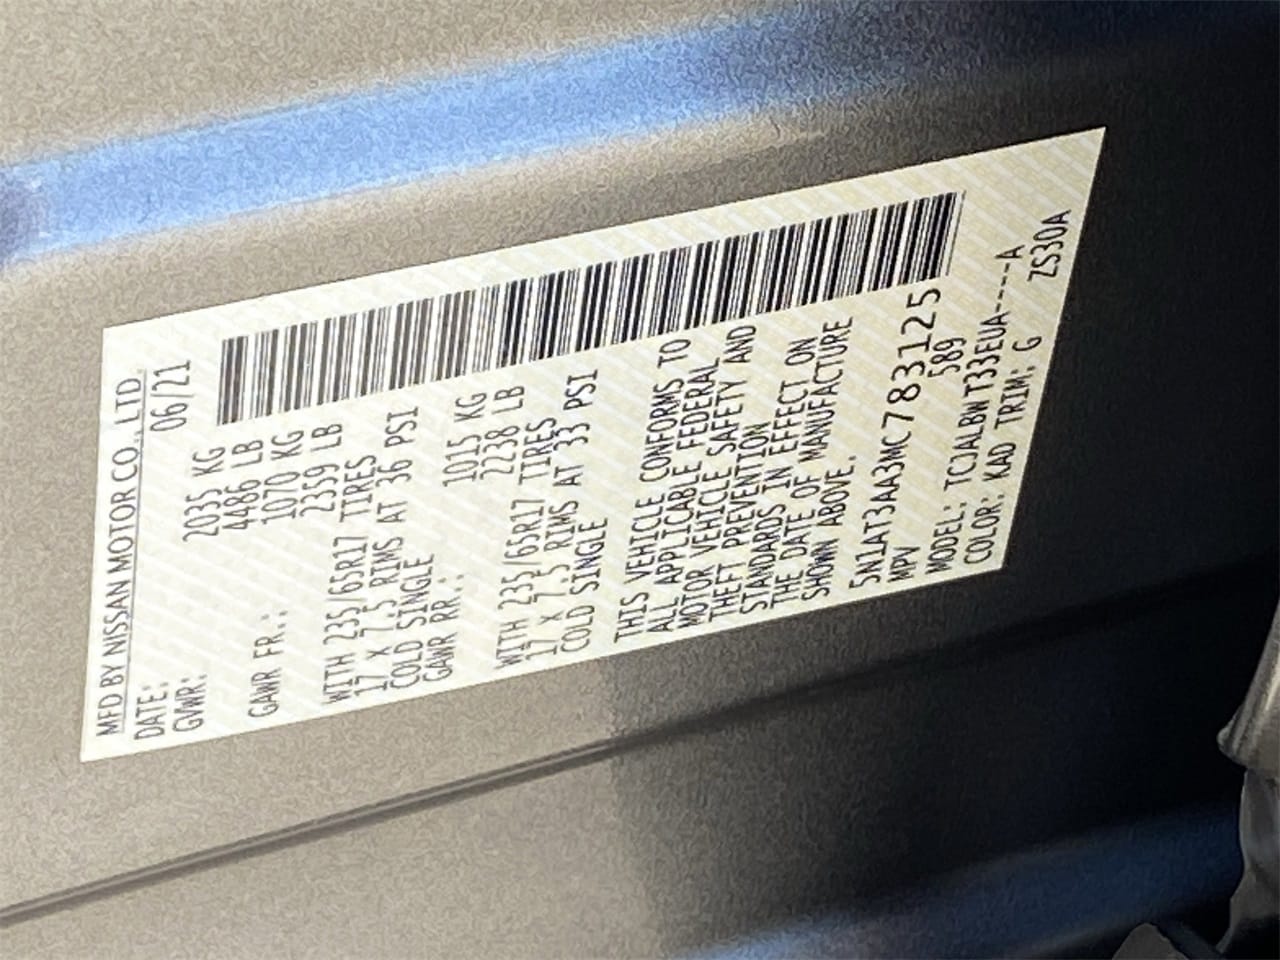 MFD BY NISSAN MOTOR CO., LTD.
DATE: 06/21
GVWR: 2035 KG
4486 LB
GAWR FR.: 1070 KG
2359 LB
WITH 235/65R17 TIRES
17 X 7.5 RIMS AT 36 PSI
COLD SINGLE
GAWR RR.: 1015 KG
2238 LB
WITH 235/65R17 TIRES
17 X 7.5 RIMS AT 33 PSI
COLD SINGLE
THIS VEHICLE CONFORMS TO
ALL APPLICABLE FEDERAL
MOTOR VEHICLE SAFETY AND
THEFT PREVENTION
STANDARDS IN EFFECT ON
THE DATE OF MANUFACTURE
SHOWN ABOVE.
5N1AT3AA3MC783125
MPV 589
MODEL: TCJALBWT33EUA----A
COLOR: KAD TRIM: G ZS30A